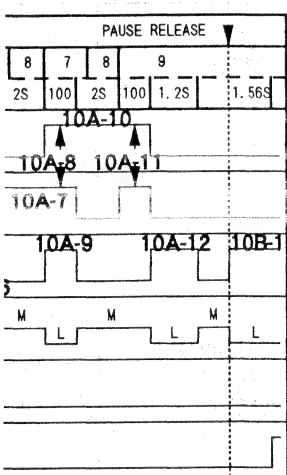 PAUSE RELEASE
8 7 8 9
2S 100 2S 100 1.2S 1.56S
10A-10
10A-8 10A-11
10A-7
10A-9 10A-12 10B-1
M M M
L L L